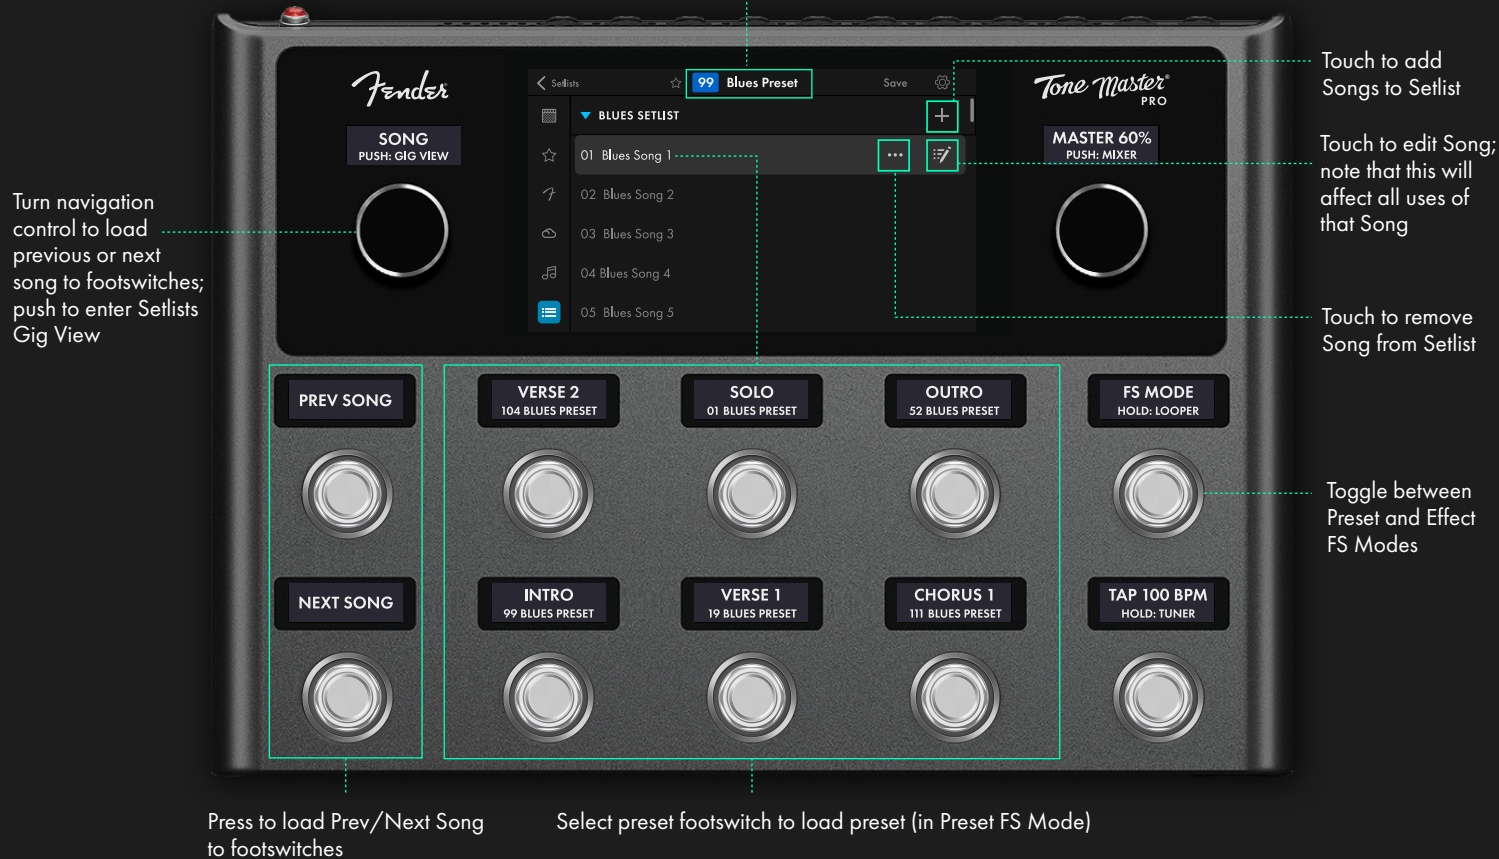 Fender
SONG
PUSH: GIG VIEW
Setlists
99 Blues Preset
Save
BLUES SETLIST
01 Blues Song 1
02 Blues Song 2
03 Blues Song 3
04 Blues Song 4
05 Blues Song 5
Tone Master®
PRO
MASTER 60%
PUSH: MIXER
Touch to add
Songs to Setlist
Touch to edit Song;
note that this will
affect all uses of
that Song
Touch to remove
Song from Setlist
Turn navigation
control to load
previous or next
song to footswitches;
push to enter Setlists
Gig View
PREV SONG
VERSE 2
104 BLUES PRESET
SOLO
01 BLUES PRESET
OUTRO
52 BLUES PRESET
FS MODE
HOLD: LOOPER
Toggle between
Preset and Effect
FS Modes
NEXT SONG
INTRO
99 BLUES PRESET
VERSE 1
19 BLUES PRESET
CHORUS 1
111 BLUES PRESET
TAP 100 BPM
HOLD: TUNER
Press to load Prev/Next Song
to footswitches
Select preset footswitch to load preset (in Preset FS Mode)